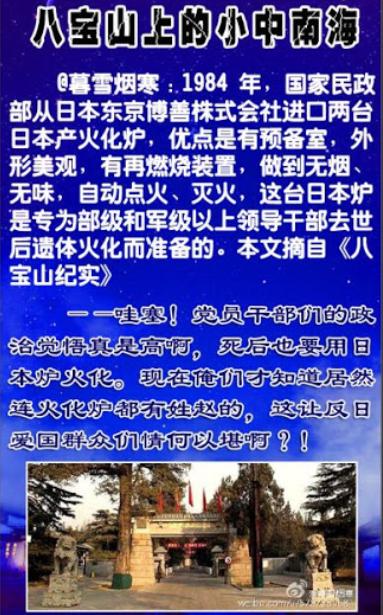 八宝山上的小中南海
@暮雪烟寒：1984 年，国家民政
部从日本东京博善株式会社进口两台
日本产火化炉，优点是有预备室，外
形美观，有再燃烧装置，做到无烟、
无味，自动点火、灭火，这台日本炉
是专为部级和军级以上领导干部去世
后遗体火化而准备的。本文摘自《八
宝山纪实》
——哇塞！党员干部们的政
治觉悟真是高啊，死后也要用日
本炉火化。现在俺们才知道居然
连火化炉都有姓赵的，这让反日
爱国群众们情何以堪啊？！